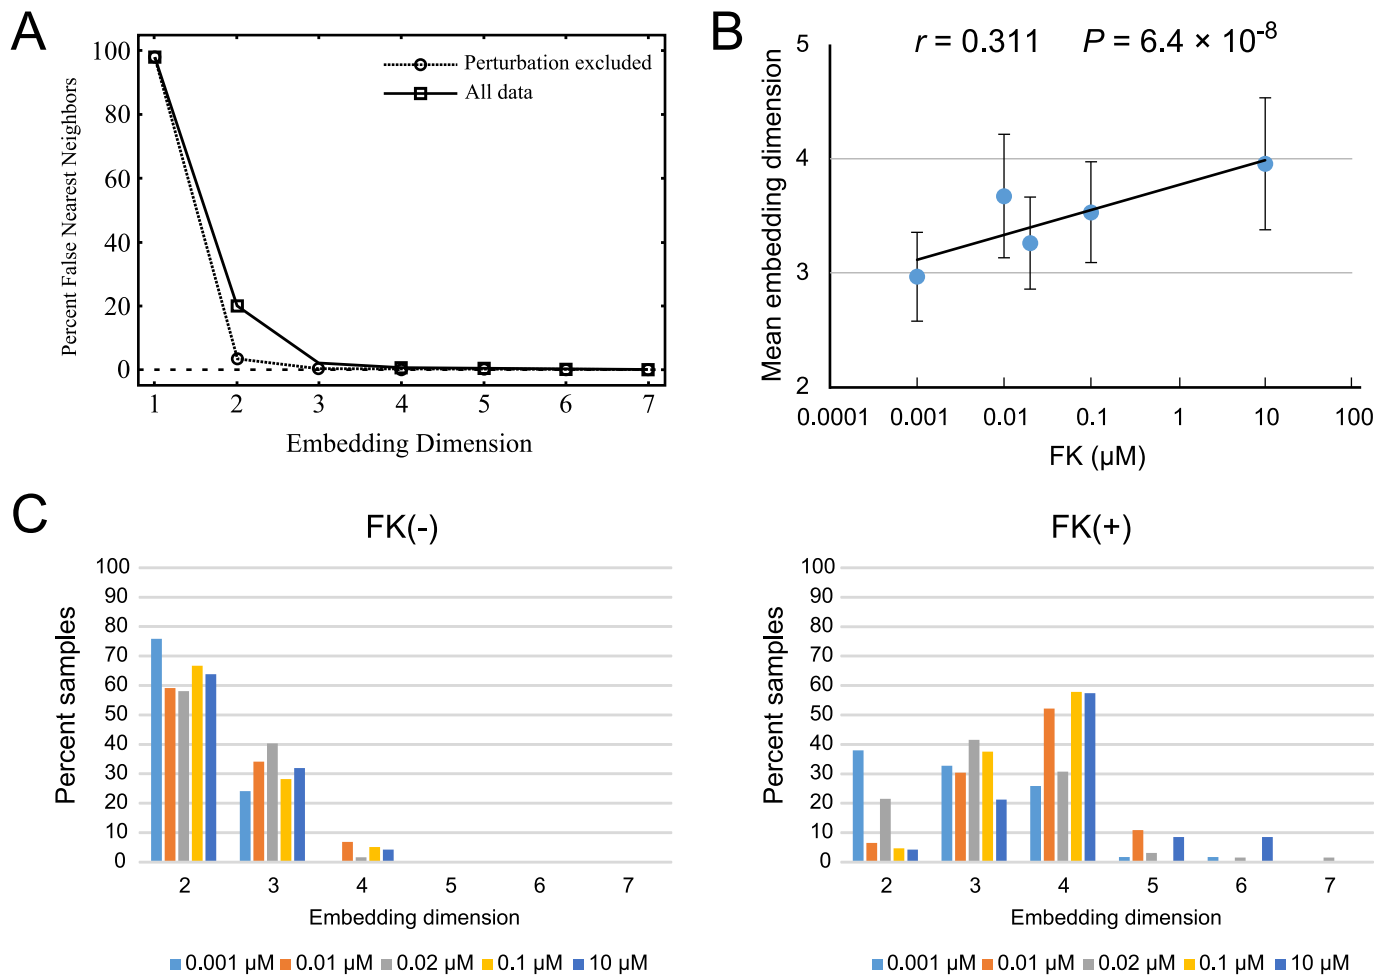 A
100
80
60
40
20
0
1 2 3 4 5 6 7
Percent False Nearest Neighbors
Embedding Dimension
Perturbation excluded
All data
B
r = 0.311 P = 6.4 × 10-8
5
4
3
2
0.0001 0.001 0.01 0.1 1 10 100
Mean embedding dimension
FK (μM)
C
FK(-)
100
90
80
70
60
50
40
30
20
10
0
2 3 4 5 6 7
Percent samples
Embedding dimension
0.001 μM 0.01 μM 0.02 μM 0.1 μM 10 μM
FK(+)
100
90
80
70
60
50
40
30
20
10
0
2 3 4 5 6 7
Percent samples
Embedding dimension
0.001 μM 0.01 μM 0.02 μM 0.1 μM 10 μM